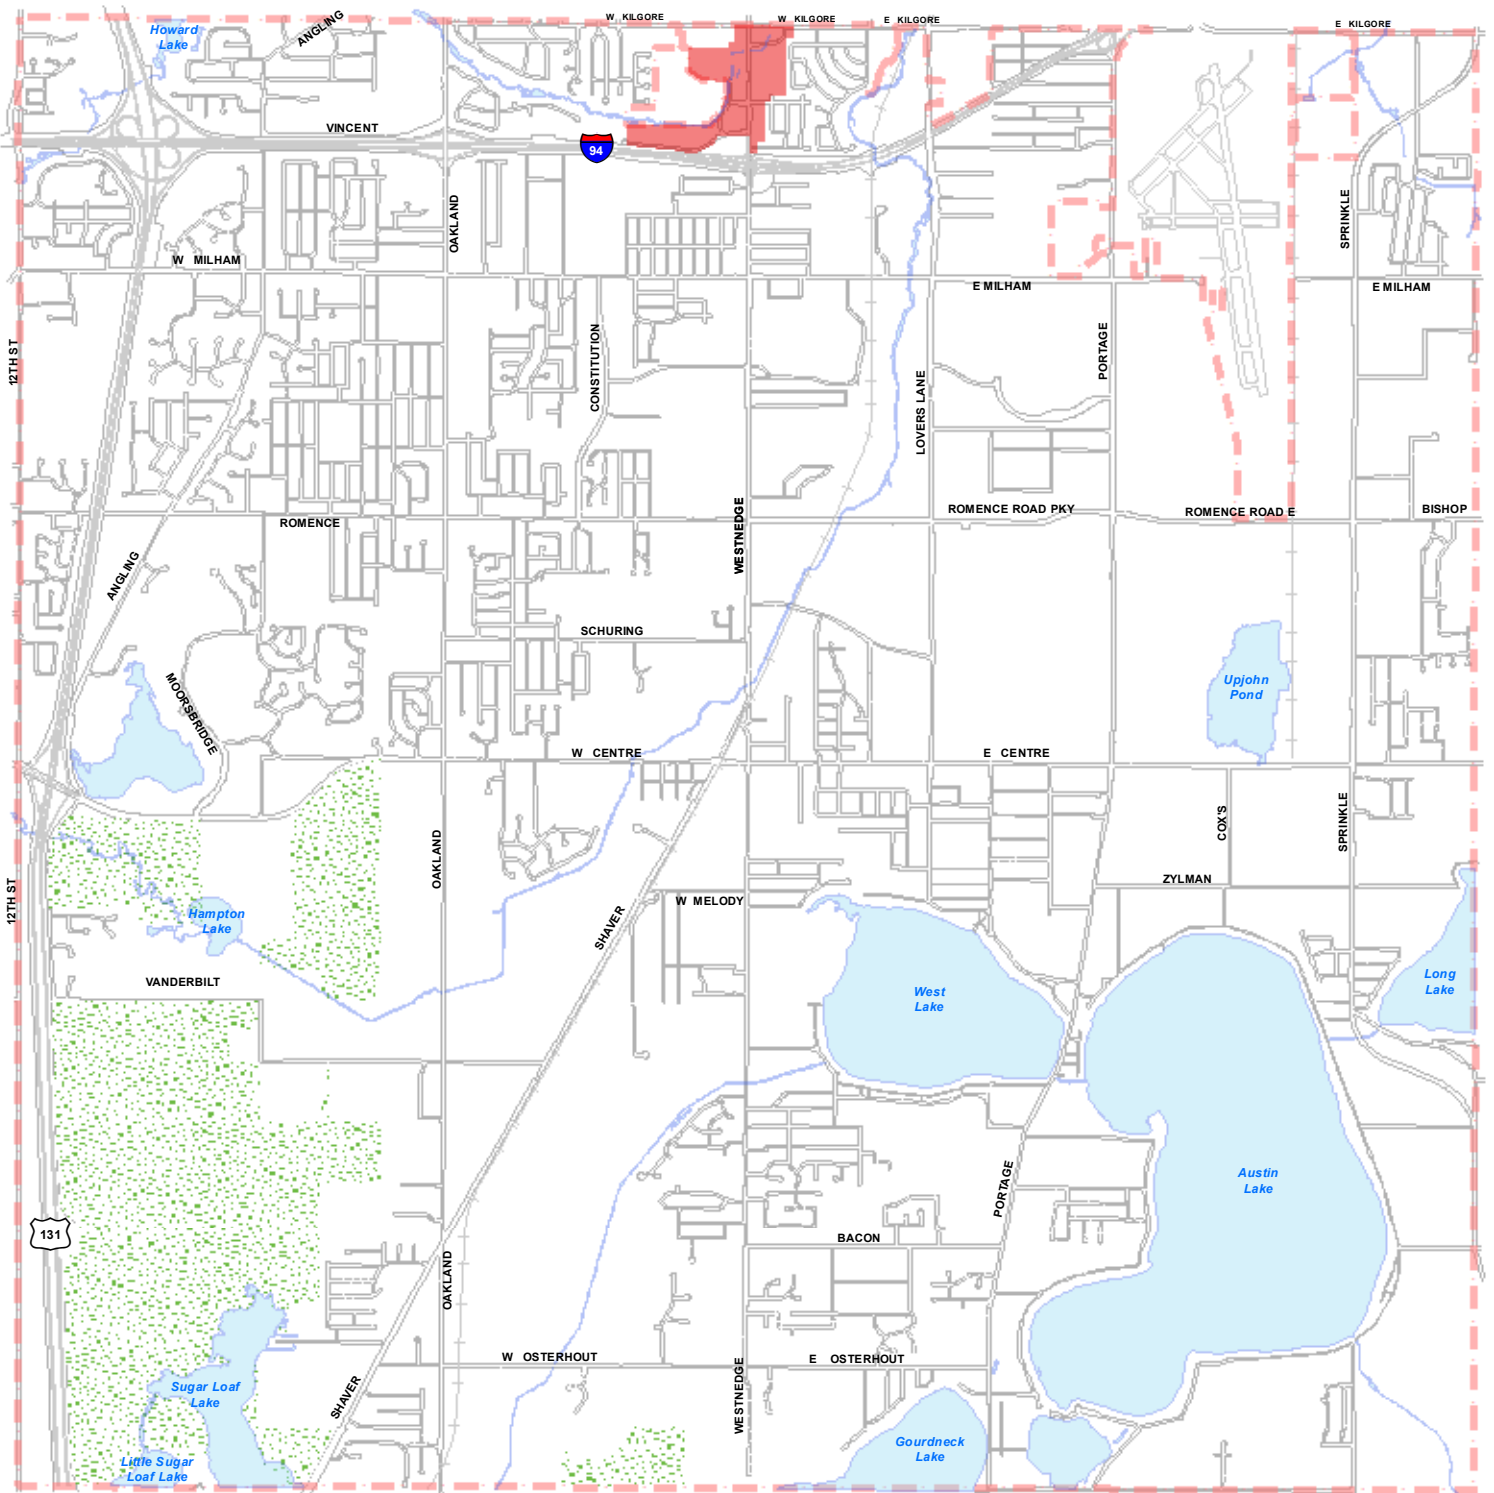 W KILGORE
W KILGORE
E KILGORE
E KILGORE
Howard
Lake
ANGLING
VINCENT
94
OAKLAND
SPRINKLE
W MILHAM
E MILHAM
E MILHAM
12TH ST
CONSTITUTION
PORTAGE
LOVERS LANE
WESTNEDGE
ROMENCE
ROMENCE ROAD PKY
ROMENCE ROAD E
BISHOP
ANGLING
SCHURING
MOORSBRIDGE
Upjohn
Pond
W CENTRE
E CENTRE
OAKLAND
COX'S
SPRINKLE
12TH ST
ZYLMAN
W MELODY
SHAVER
Hampton
Lake
VANDERBILT
West
Lake
Long
Lake
Austin
Lake
PORTAGE
131
BACON
OAKLAND
W OSTERHOUT
E OSTERHOUT
WESTNEDGE
SHAVER
Sugar Loaf
Lake
Gourdneck
Lake
Little Sugar
Loaf Lake